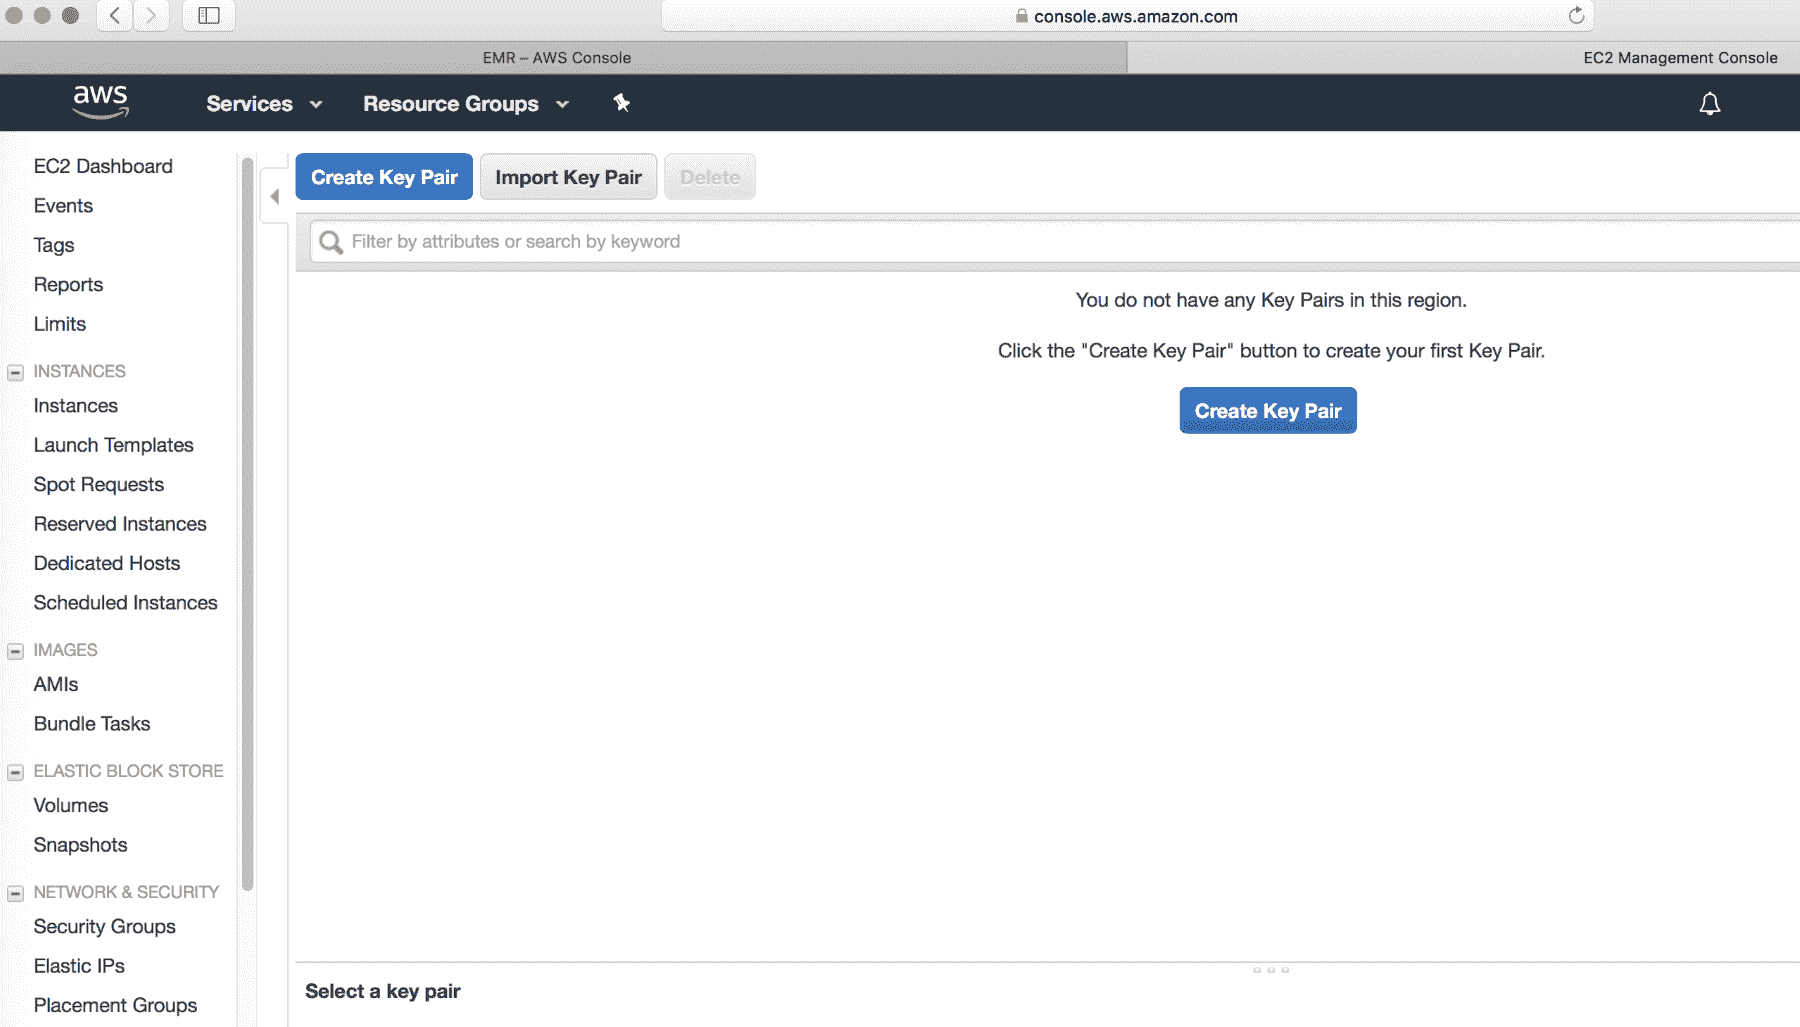 console.aws.amazon.com
EMR – AWS Console
EC2 Management Console
aws
Services
Resource Groups
EC2 Dashboard
Events
Tags
Reports
Limits
INSTANCES
Instances
Launch Templates
Spot Requests
Reserved Instances
Dedicated Hosts
Scheduled Instances
IMAGES
AMIs
Bundle Tasks
ELASTIC BLOCK STORE
Volumes
Snapshots
NETWORK & SECURITY
Security Groups
Elastic IPs
Placement Groups
Create Key Pair
Import Key Pair
Delete
Filter by attributes or search by keyword
You do not have any Key Pairs in this region.
Click the "Create Key Pair" button to create your first Key Pair.
Create Key Pair
Select a key pair